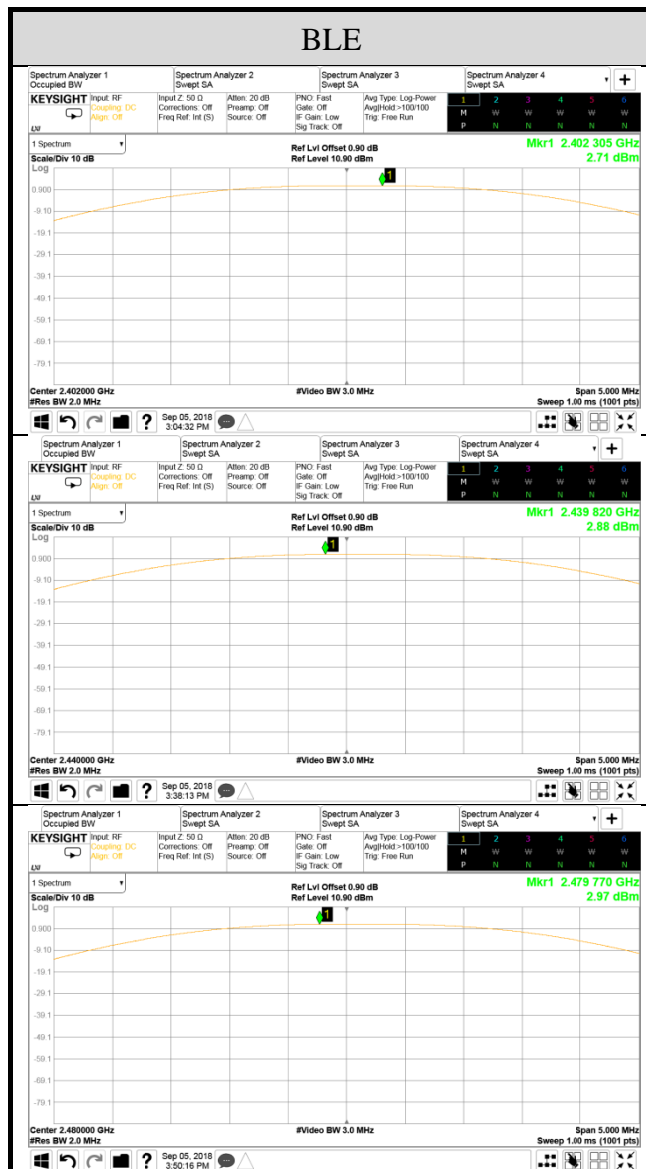 BLE
Spectrum Analyzer 1 Spectrum Analyzer 2 Spectrum Analyzer 3 Spectrum Analyzer 4
Occupied BW Swept SA Swept SA Swept SA
KEYSIGHT Input: RF Input Z: 50 Ω Atten: 20 dB PNO: Fast Avg Type: Log-Power 1 2 3 4 5 6
Coupling: DC Corrections: Off Preamp: Off Gate: Off Avg|Hold:>100/100 M W W W W W
Align: Off Freq Ref: Int (S) Source: Off IF Gain: Low Trig: Free Run
LXI Sig Track: Off P N N N N N
1 Spectrum Ref Lvl Offset 0.90 dB Mkr1 2.402 305 GHz
Scale/Div 10 dB Ref Level 10.90 dBm 2.71 dBm
Log
1
0.900
-9.10
-19.1
-29.1
-39.1
-49.1
-59.1
-69.1
-79.1
Center 2.402000 GHz #Video BW 3.0 MHz Span 5.000 MHz
#Res BW 2.0 MHz Sweep 1.00 ms (1001 pts)
? Sep 05, 2018
3:04:32 PM
Spectrum Analyzer 1 Spectrum Analyzer 2 Spectrum Analyzer 3 Spectrum Analyzer 4
Occupied BW Swept SA Swept SA Swept SA
KEYSIGHT Input: RF Input Z: 50 Ω Atten: 20 dB PNO: Fast Avg Type: Log-Power 1 2 3 4 5 6
Coupling: DC Corrections: Off Preamp: Off Gate: Off Avg|Hold:>100/100 M W W W W W
Align: Off Freq Ref: Int (S) Source: Off IF Gain: Low Trig: Free Run
LXI Sig Track: Off P N N N N N
1 Spectrum Ref Lvl Offset 0.90 dB Mkr1 2.439 820 GHz
Scale/Div 10 dB Ref Level 10.90 dBm 2.88 dBm
Log
1
0.900
-9.10
-19.1
-29.1
-39.1
-49.1
-59.1
-69.1
-79.1
Center 2.440000 GHz #Video BW 3.0 MHz Span 5.000 MHz
#Res BW 2.0 MHz Sweep 1.00 ms (1001 pts)
? Sep 05, 2018
3:38:13 PM
Spectrum Analyzer 1 Spectrum Analyzer 2 Spectrum Analyzer 3 Spectrum Analyzer 4
Occupied BW Swept SA Swept SA Swept SA
KEYSIGHT Input: RF Input Z: 50 Ω Atten: 20 dB PNO: Fast Avg Type: Log-Power 1 2 3 4 5 6
Coupling: DC Corrections: Off Preamp: Off Gate: Off Avg|Hold:>100/100 M W W W W W
Align: Off Freq Ref: Int (S) Source: Off IF Gain: Low Trig: Free Run
LXI Sig Track: Off P N N N N N
1 Spectrum Ref Lvl Offset 0.90 dB Mkr1 2.479 770 GHz
Scale/Div 10 dB Ref Level 10.90 dBm 2.97 dBm
Log
1
0.900
-9.10
-19.1
-29.1
-39.1
-49.1
-59.1
-69.1
-79.1
Center 2.480000 GHz #Video BW 3.0 MHz Span 5.000 MHz
#Res BW 2.0 MHz Sweep 1.00 ms (1001 pts)
? Sep 05, 2018
3:50:16 PM